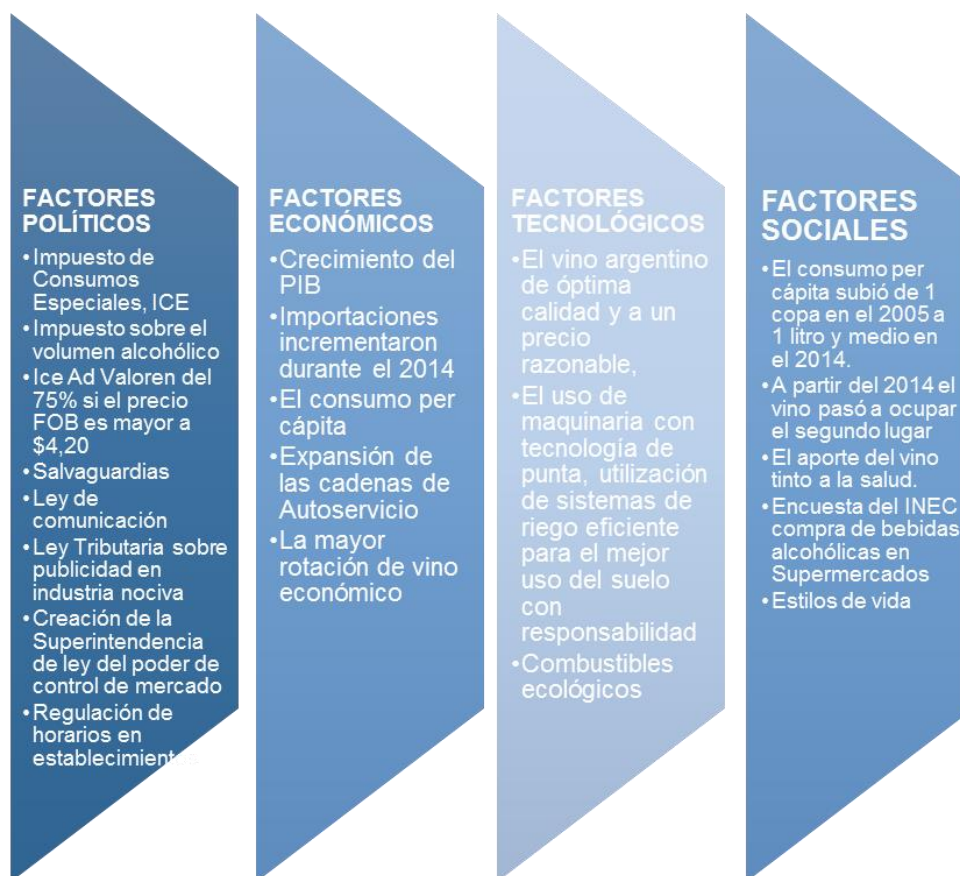 FACTORES
POLÍTICOS
•Impuesto de
Consumos
Especiales, ICE
•Impuesto sobre el
volumen alcohólico
•Ice Ad Valoren del
75% si el precio
FOB es mayor a
$4,20
•Salvaguardias
•Ley de
comunicación
•Ley Tributaria sobre
publicidad en
industria nociva
•Creación de la
Superintendencia
de ley del poder de
control de mercado
•Regulación de
horarios en
establecimientos
FACTORES
ECONÓMICOS
•Crecimiento del
PIB
•Importaciones
incrementaron
durante el 2014
•El consumo per
cápita
•Expansión de
las cadenas de
Autoservicio
•La mayor
rotación de vino
económico
FACTORES
TECNOLÓGICOS
•El vino argentino
de óptima
calidad y a un
precio
razonable,
•El uso de
maquinaria con
tecnología de
punta, utilización
de sistemas de
riego eficiente
para el mejor
uso del suelo
con
responsabilidad
•Combustibles
ecológicos
FACTORES
SOCIALES
•El consumo per
cápita subió de 1
copa en el 2005 a
1 litro y medio en
el 2014.
•A partir del 2014 el
vino pasó a ocupar
el segundo lugar
•El aporte del vino
tinto a la salud.
•Encuesta del INEC
compra de bebidas
alcohólicas en
Supermercados
•Estilos de vida